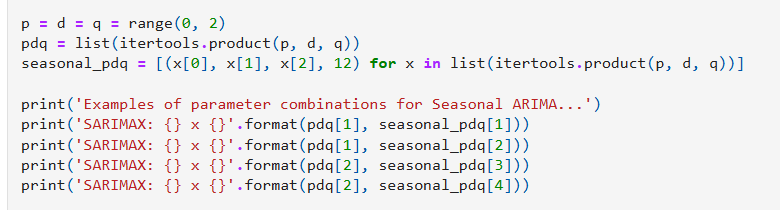 p = d = q = range(0, 2)
pdq = list(itertools.product(p, d, q))
seasonal_pdq = [(x[0], x[1], x[2], 12) for x in list(itertools.product(p, d, q))]
print('Examples of parameter combinations for Seasonal ARIMA...')
print('SARIMAX: {} x {}'.format(pdq[1], seasonal_pdq[1]))
print('SARIMAX: {} x {}'.format(pdq[1], seasonal_pdq[2]))
print('SARIMAX: {} x {}'.format(pdq[2], seasonal_pdq[3]))
print('SARIMAX: {} x {}'.format(pdq[2], seasonal_pdq[4]))